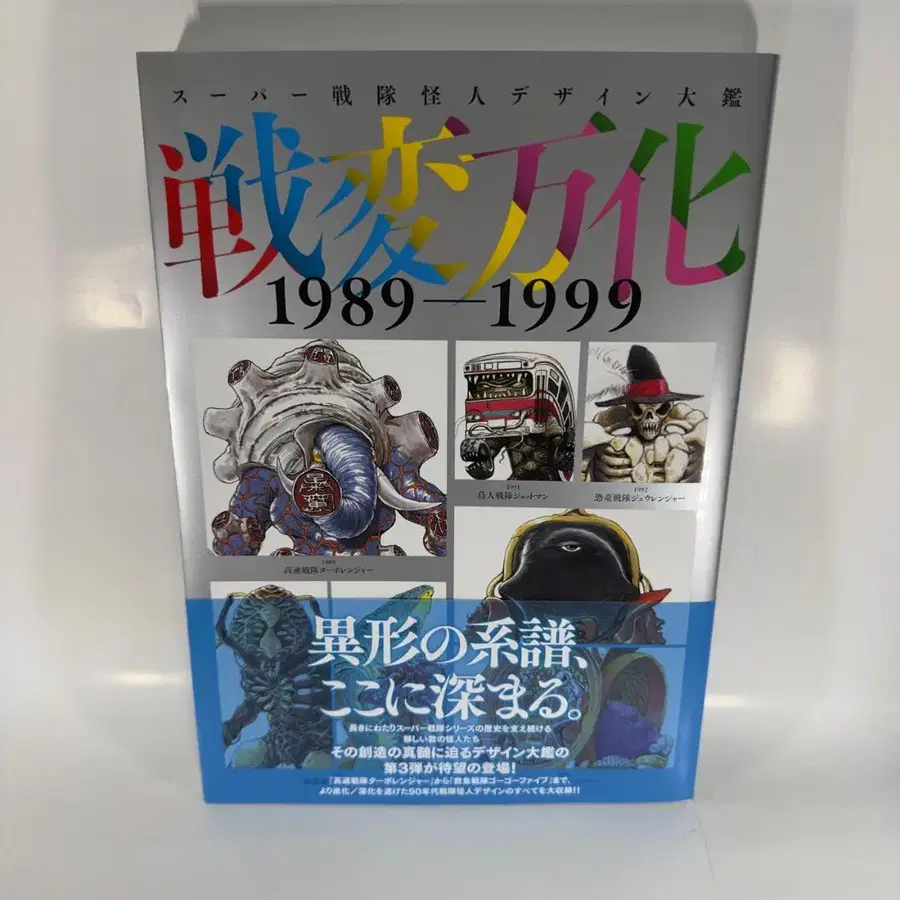 スーパー戦隊怪人デザイン大鑑
戦変万化
1989—1999
暴蛮
1989
高速戦隊ターボレンジャー
1991
鳥人戦隊ジェットマン
1992
恐竜戦隊ジュウレンジャー
異形の系譜、
ここに深まる。
長きにわたりスーパー戦隊シリーズの歴史を支え続ける
夥しい数の怪人たち
その創造の真髄に迫るデザイン大鑑の
第3弾が待望の登場!
『高速戦隊ターボレンジャー』から『救急戦隊ゴーゴーファイブ』まで、
より進化/深化を遂げた90年代戦隊怪人デザインのすべてを大収録!!